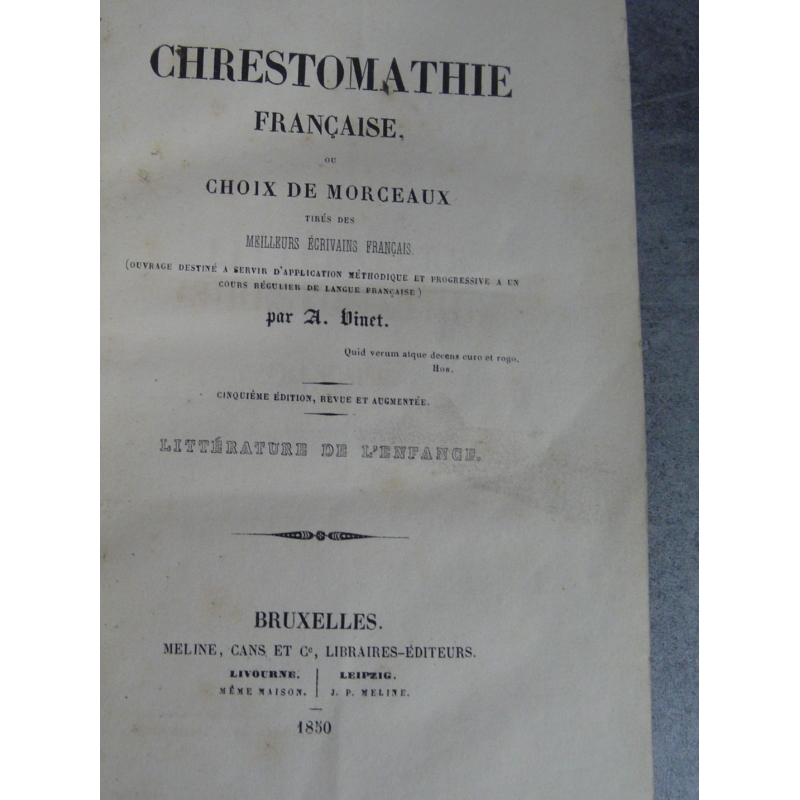 CHRESTOMATHIE
FRANÇAISE,
OU
CHOIX DE MORCEAUX
TIRÉS DES
MEILLEURS ÉCRIVAINS FRANÇAIS.
(OUVRAGE DESTINÉ A SERVIR D'APPLICATION MÉTHODIQUE ET PROGRESSIVE A UN
COURS RÉGULIER DE LANGUE FRANÇAISE)
par A. Vinet.
Quid verum atque decens curo et rogo.
HOR.
CINQUIÈME ÉDITION, REVUE ET AUGMENTÉE.
LITTÉRATURE DE L'ENFANCE.
BRUXELLES.
MELINE, CANS ET Cᵉ, LIBRAIRES-ÉDITEURS.
LIVOURNE. LEIPZIG.
MÊME MAISON. J. P. MELINE.
1850